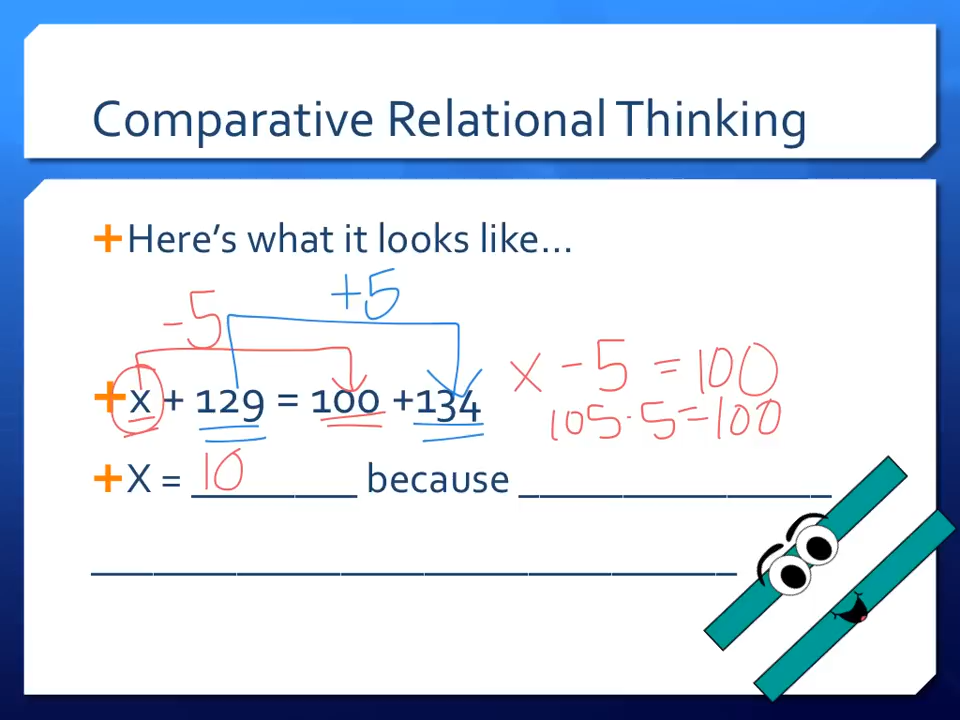 Comparative Relational Thinking
Here's what it looks like...
-5 +5
x + 129 = 100 +134
x - 5 = 100
105 - 5 = 100
X = 10 because